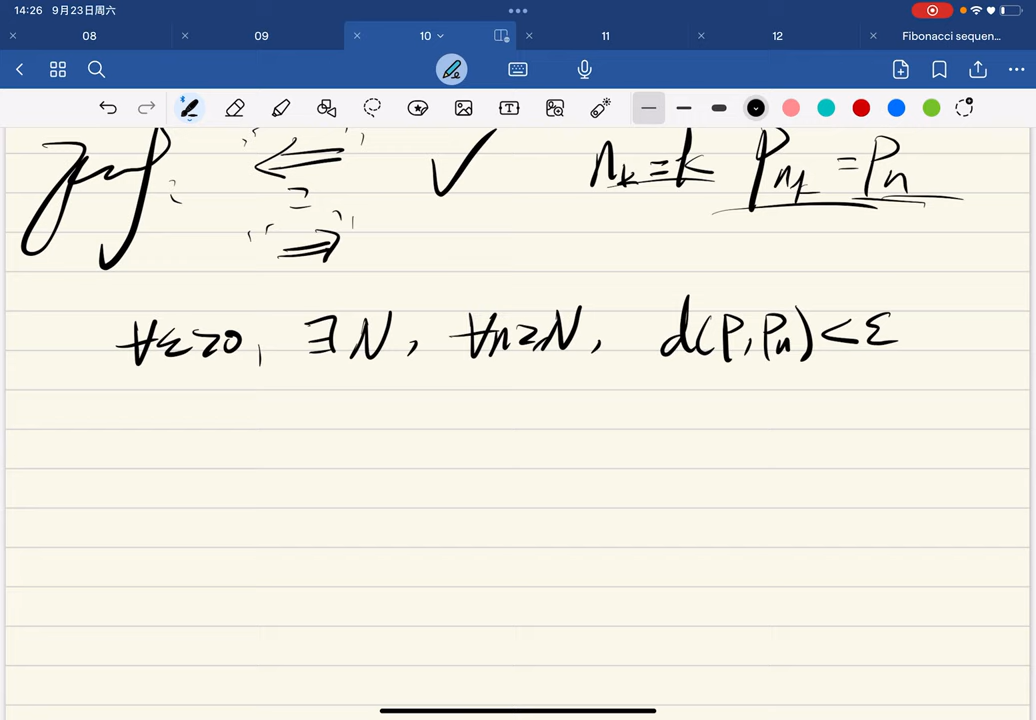 14:26 9月23日周六
08 09 10 11 12 Fibonacci sequen...
proof: "⇐" ✓ n_k = k p_{n_k} = p_n
"⇒"
∀ε>0, ∃N, ∀n≥N, d(p,p_n)<ε